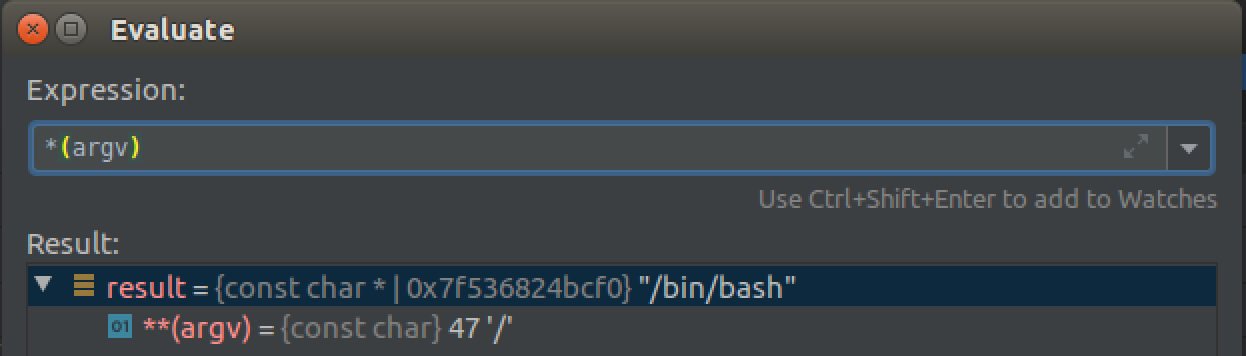 Evaluate
Expression:
*(argv)
Use Ctrl+Shift+Enter to add to Watches
Result:
result = {const char * | 0x7f536824bcf0} "/bin/bash"
01 **(argv) = {const char} 47 '/'